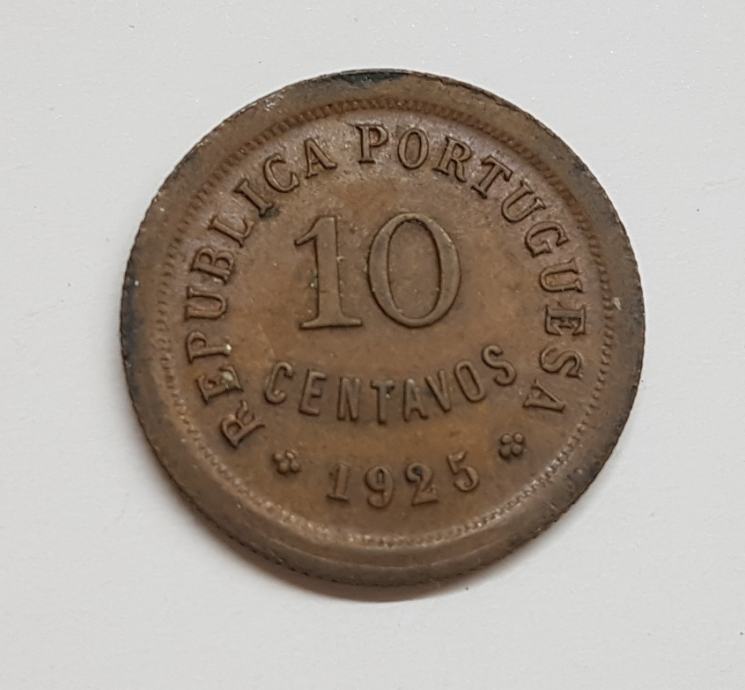 REPUBLICA PORTUGUESA
10
CENTAVOS
1925